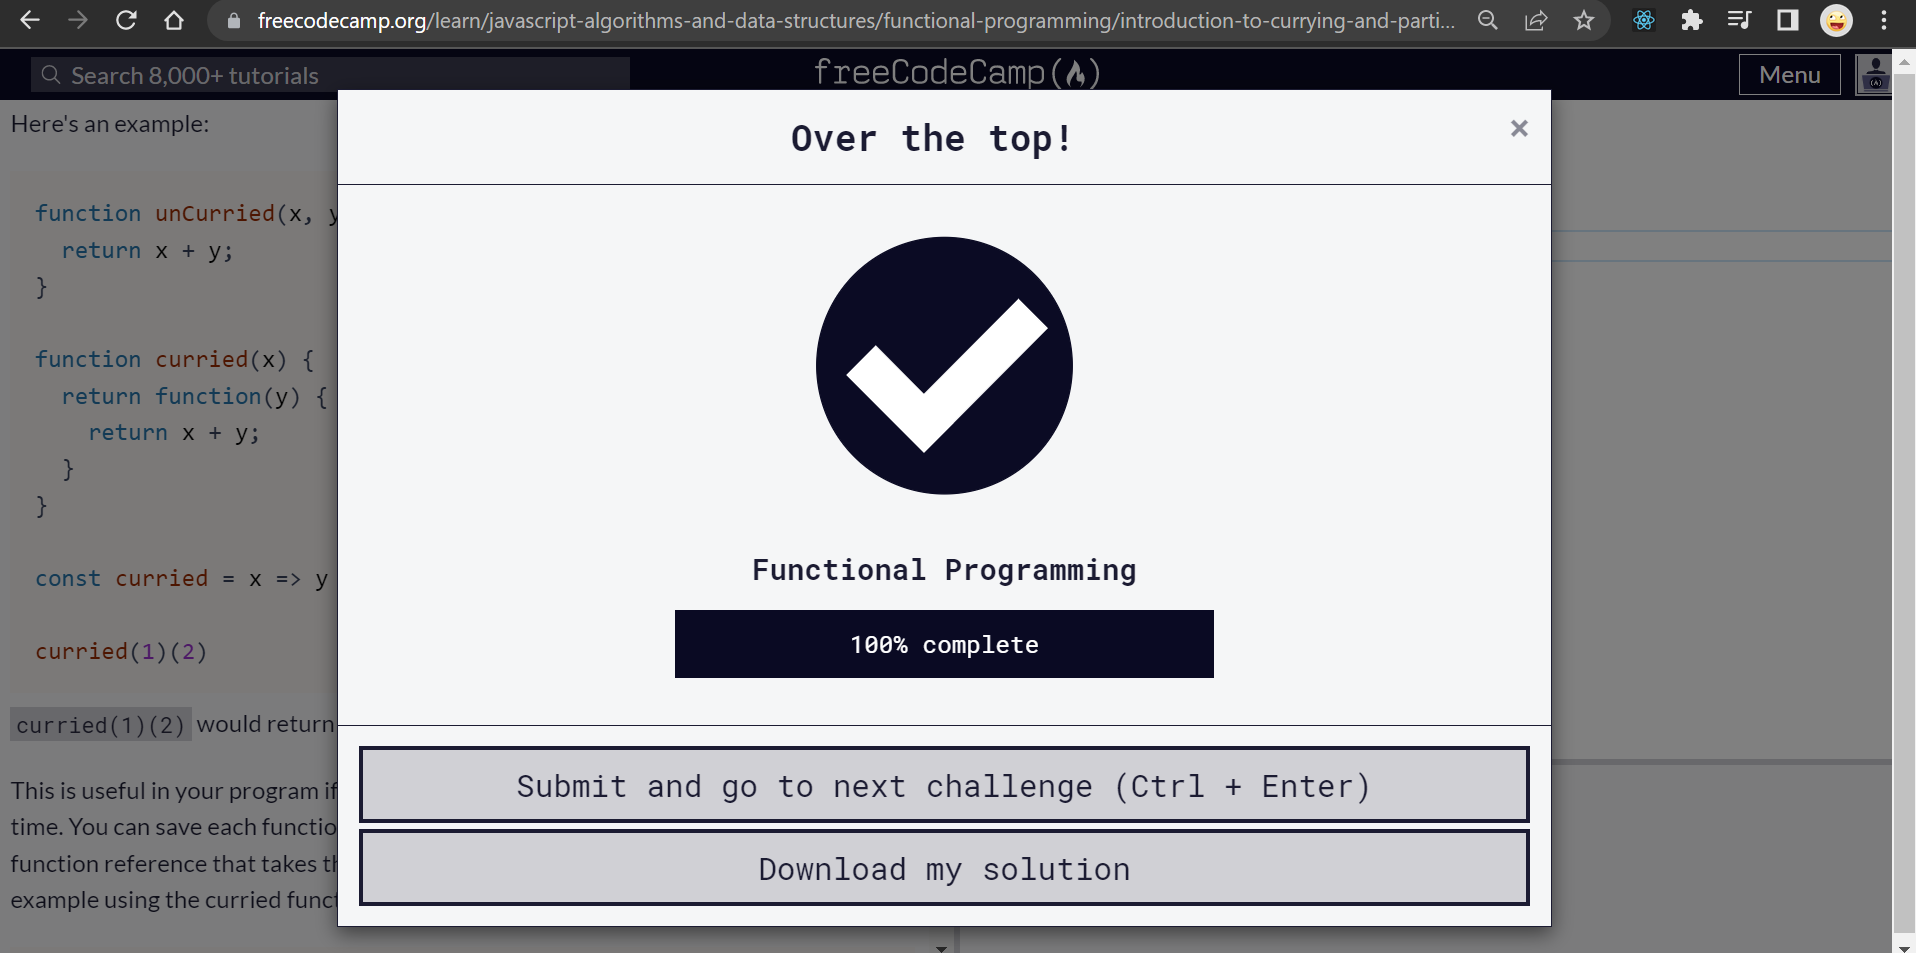 freecodecamp.org/learn/javascript-algorithms-and-data-structures/functional-programming/introduction-to-currying-and-parti...
Search 8,000+ tutorials
freeCodeCamp(🔥)
Menu
Here's an example:
function unCurried(x, y
return x + y;
}
function curried(x) {
return function(y) {
return x + y;
}
}
const curried = x => y
curried(1)(2)
curried(1)(2) would return
This is useful in your program if
time. You can save each functio
function reference that takes th
example using the curried funct
Over the top!
×
Functional Programming
100% complete
Submit and go to next challenge (Ctrl + Enter)
Download my solution